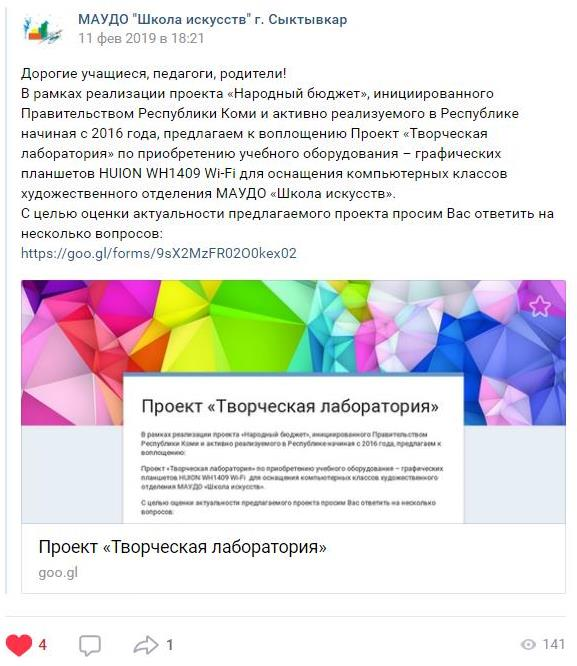 МАУДО "Школа искусств" г. Сыктывкар
11 фев 2019 в 18:21
Дорогие учащиеся, педагоги, родители!
В рамках реализации проекта «Народный бюджет», инициированного
Правительством Республики Коми и активно реализуемого в Республике
начиная с 2016 года, предлагаем к воплощению Проект «Творческая
лаборатория» по приобретению учебного оборудования – графических
планшетов HUION WH1409 Wi-Fi для оснащения компьютерных классов
художественного отделения МАУДО «Школа искусств».
С целью оценки актуальности предлагаемого проекта просим Вас ответить на
несколько вопросов:
https://goo.gl/forms/9sX2MzFR02O0kex02
Проект «Творческая лаборатория»
В рамках реализации проекта «Народный бюджет», инициированного Правительством
Республики Коми и активно реализуемого в Республике начиная с 2016 года, предлагаем к
воплощению:
Проект «Творческая лаборатория» по приобретению учебного оборудования – графических
планшетов HUION WH1409 Wi-Fi для оснащения компьютерных классов художественного
отделения МАУДО «Школа искусств».
С целью оценки актуальности предлагаемого проекта просим Вас ответить на несколько
вопросов:
Проект «Творческая лаборатория»
goo.gl
4
1
141